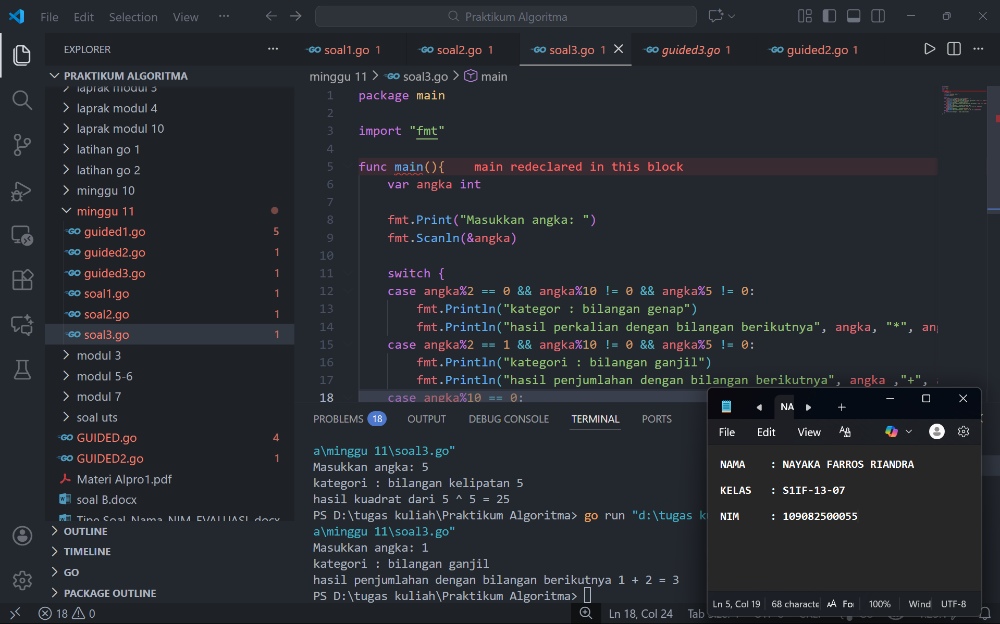 File Edit Selection View ...
Praktikum Algoritma
EXPLORER ...
soal1.go 1
soal2.go 1
soal3.go 1
guided3.go 1
guided2.go 1
PRAKTIKUM ALGORITMA
laprak modul 3
laprak modul 4
laprak modul 10
latihan go 1
latihan go 2
minggu 10
minggu 11
guided1.go 5
guided2.go 1
guided3.go 1
soal1.go 1
soal2.go 1
soal3.go 1
modul 3
modul 5-6
modul 7
soal uts
GUIDED.go 4
GUIDED2.go 1
Materi Alpro1.pdf
soal B.docx
Tipe Soal_Nama_NIM_EVALUASI_.docx
OUTLINE
TIMELINE
GO
PACKAGE OUTLINE
minggu 11 > soal3.go > main
1 package main
2
3 import "fmt"
4
5 func main(){ main redeclared in this block
6 var angka int
7
8 fmt.Print("Masukkan angka: ")
9 fmt.Scanln(&angka)
10
11 switch {
12 case angka%2 == 0 && angka%10 != 0 && angka%5 != 0:
13 fmt.Println("kategor : bilangan genap")
14 fmt.Println("hasil perkalian dengan bilangan berikutnya", angka, "*", ang
15 case angka%2 == 1 && angka%10 != 0 && angka%5 != 0:
16 fmt.Println("kategori : bilangan ganjil")
17 fmt.Println("hasil penjumlahan dengan bilangan berikutnya", angka ,"+",
18 case angka%10 == 0:
PROBLEMS 18 OUTPUT DEBUG CONSOLE TERMINAL PORTS
a\minggu 11\soal3.go"
Masukkan angka: 5
kategori : bilangan kelipatan 5
hasil kuadrat dari 5 ^ 5 = 25
PS D:\tugas kuliah\Praktikum Algoritma> go run "d:\tugas k
a\minggu 11\soal3.go"
Masukkan angka: 1
kategori : bilangan ganjil
hasil penjumlahan dengan bilangan berikutnya 1 + 2 = 3
PS D:\tugas kuliah\Praktikum Algoritma>
NA
File Edit View
NAMA : NAYAKA FARROS RIANDRA
KELAS : S1IF-13-07
NIM : 109082500055
Ln 5, Col 19 68 characte For 100% Wind UTF-8
18 0
Ln 18, Col 24 Tab